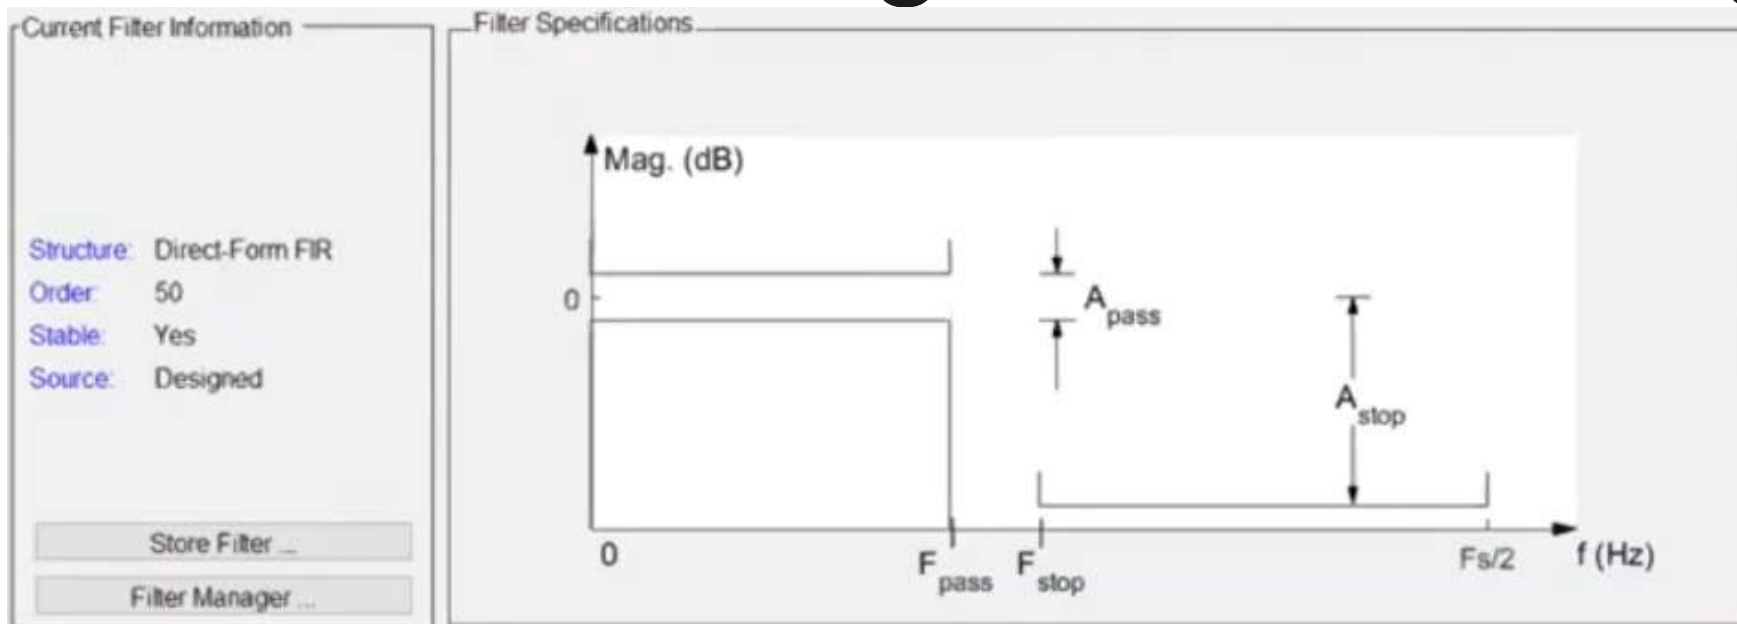 Current Filter Information
Structure: Direct-Form FIR
Order: 50
Stable: Yes
Source: Designed
Store Filter ...
Filter Manager ...
Filter Specifications
Mag. (dB)
0
A pass
A stop
0
F pass
F stop
Fs/2
f (Hz)